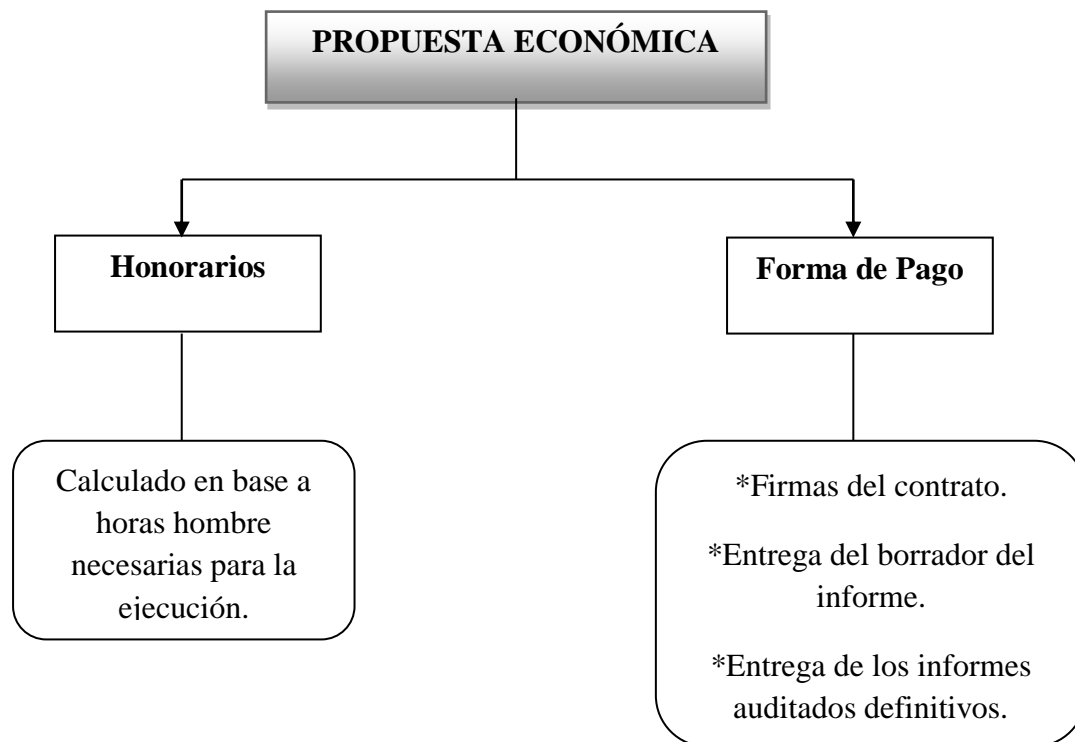 PROPUESTA ECONÓMICA
Honorarios
Forma de Pago
Calculado en base a
horas hombre
necesarias para la
ejecución.
*Firmas del contrato.
*Entrega del borrador del
informe.
*Entrega de los informes
auditados definitivos.